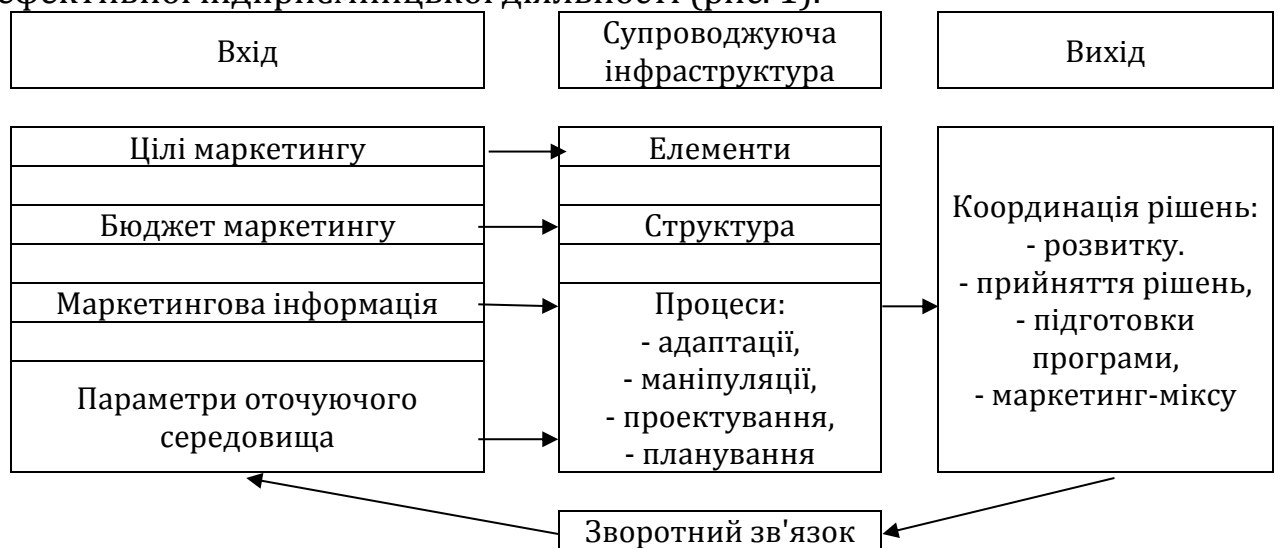 ефективної підприємницької діяльності (рис. 1).
Вхід
Супроводжуюча
інфраструктура
Вихід
Цілі маркетингу
Бюджет маркетингу
Маркетингова інформація
Параметри оточуючого
середовища
Елементи
Структура
Процеси:
- адаптації,
- маніпуляції,
- проектування,
- планування
Координація рішень:
- розвитку.
- прийняття рішень,
- підготовки
програми,
- маркетинг-міксу
Зворотний зв'язок